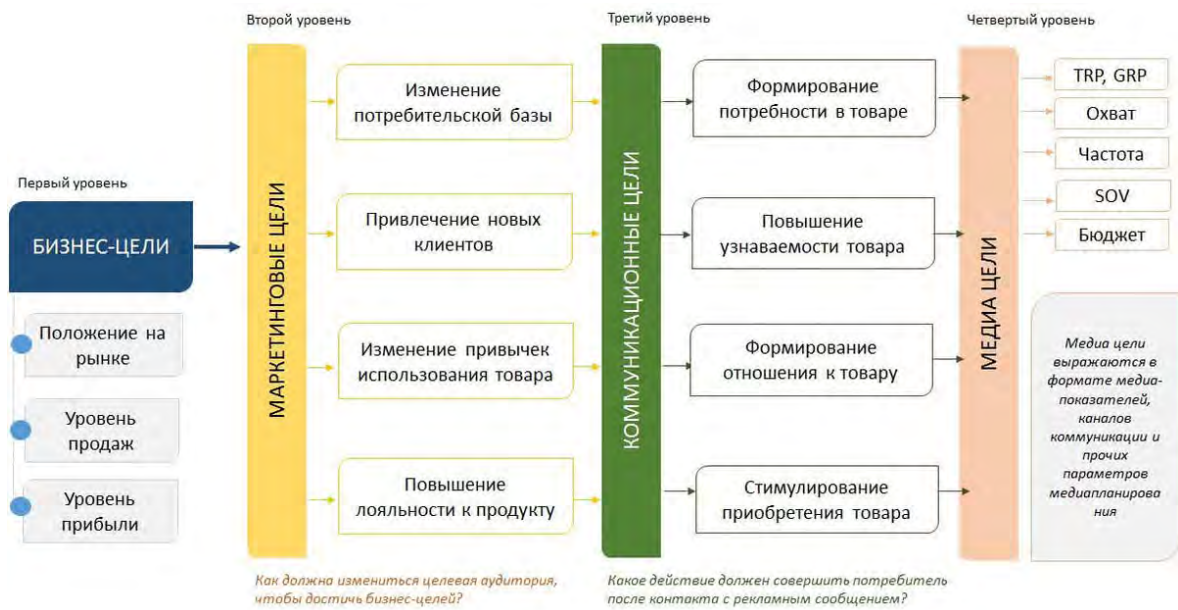 Первый уровень
БИЗНЕС-ЦЕЛИ
Положение на
рынке
Уровень
продаж
Уровень
прибыли
Второй уровень
МАРКЕТИНГОВЫЕ ЦЕЛИ
Изменение
потребительской базы
Привлечение новых
клиентов
Изменение привычек
использования товара
Повышение
лояльности к продукту
Как должна измениться целевая аудитория,
чтобы достичь бизнес-целей?
Третий уровень
КОММУНИКАЦИОННЫЕ ЦЕЛИ
Формирование
потребности в товаре
Повышение
узнаваемости товара
Формирование
отношения к товару
Стимулирование
приобретения товара
Какое действие должен совершить потребитель
после контакта с рекламным сообщением?
Четвертый уровень
МЕДИА ЦЕЛИ
TRP, GRP
Охват
Частота
SOV
Бюджет
Медиа цели
выражаются в
формате медиа-
показателей,
каналов
коммуникации и
прочих
параметров
медиапланирова
ния